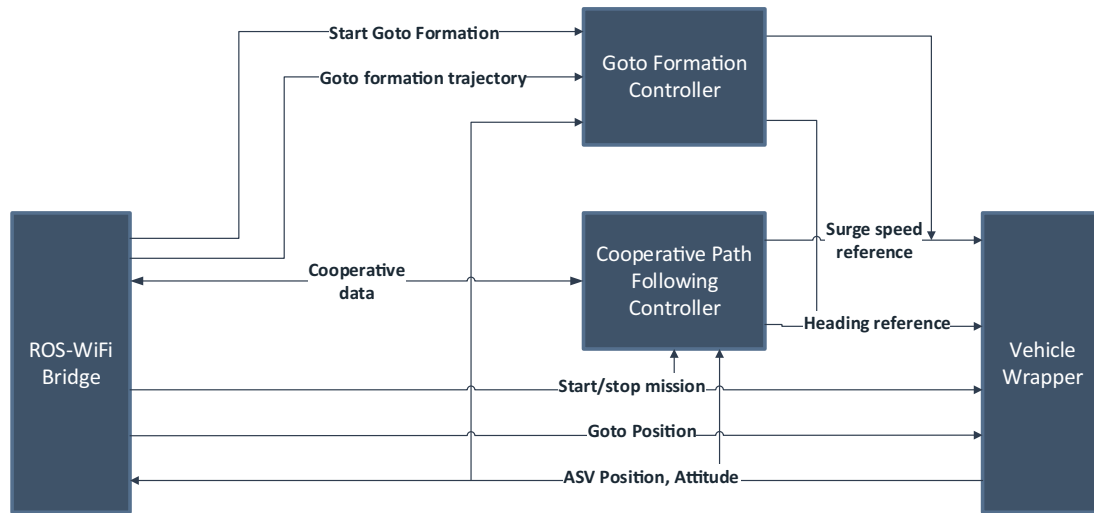 Start Goto Formation
Goto formation trajectory
Goto Formation
Controller
Surge speed
reference
Cooperative Path
Following
Controller
Cooperative
data
Heading reference
ROS-WiFi
Bridge
Vehicle
Wrapper
Start/stop mission
Goto Position
ASV Position, Attitude